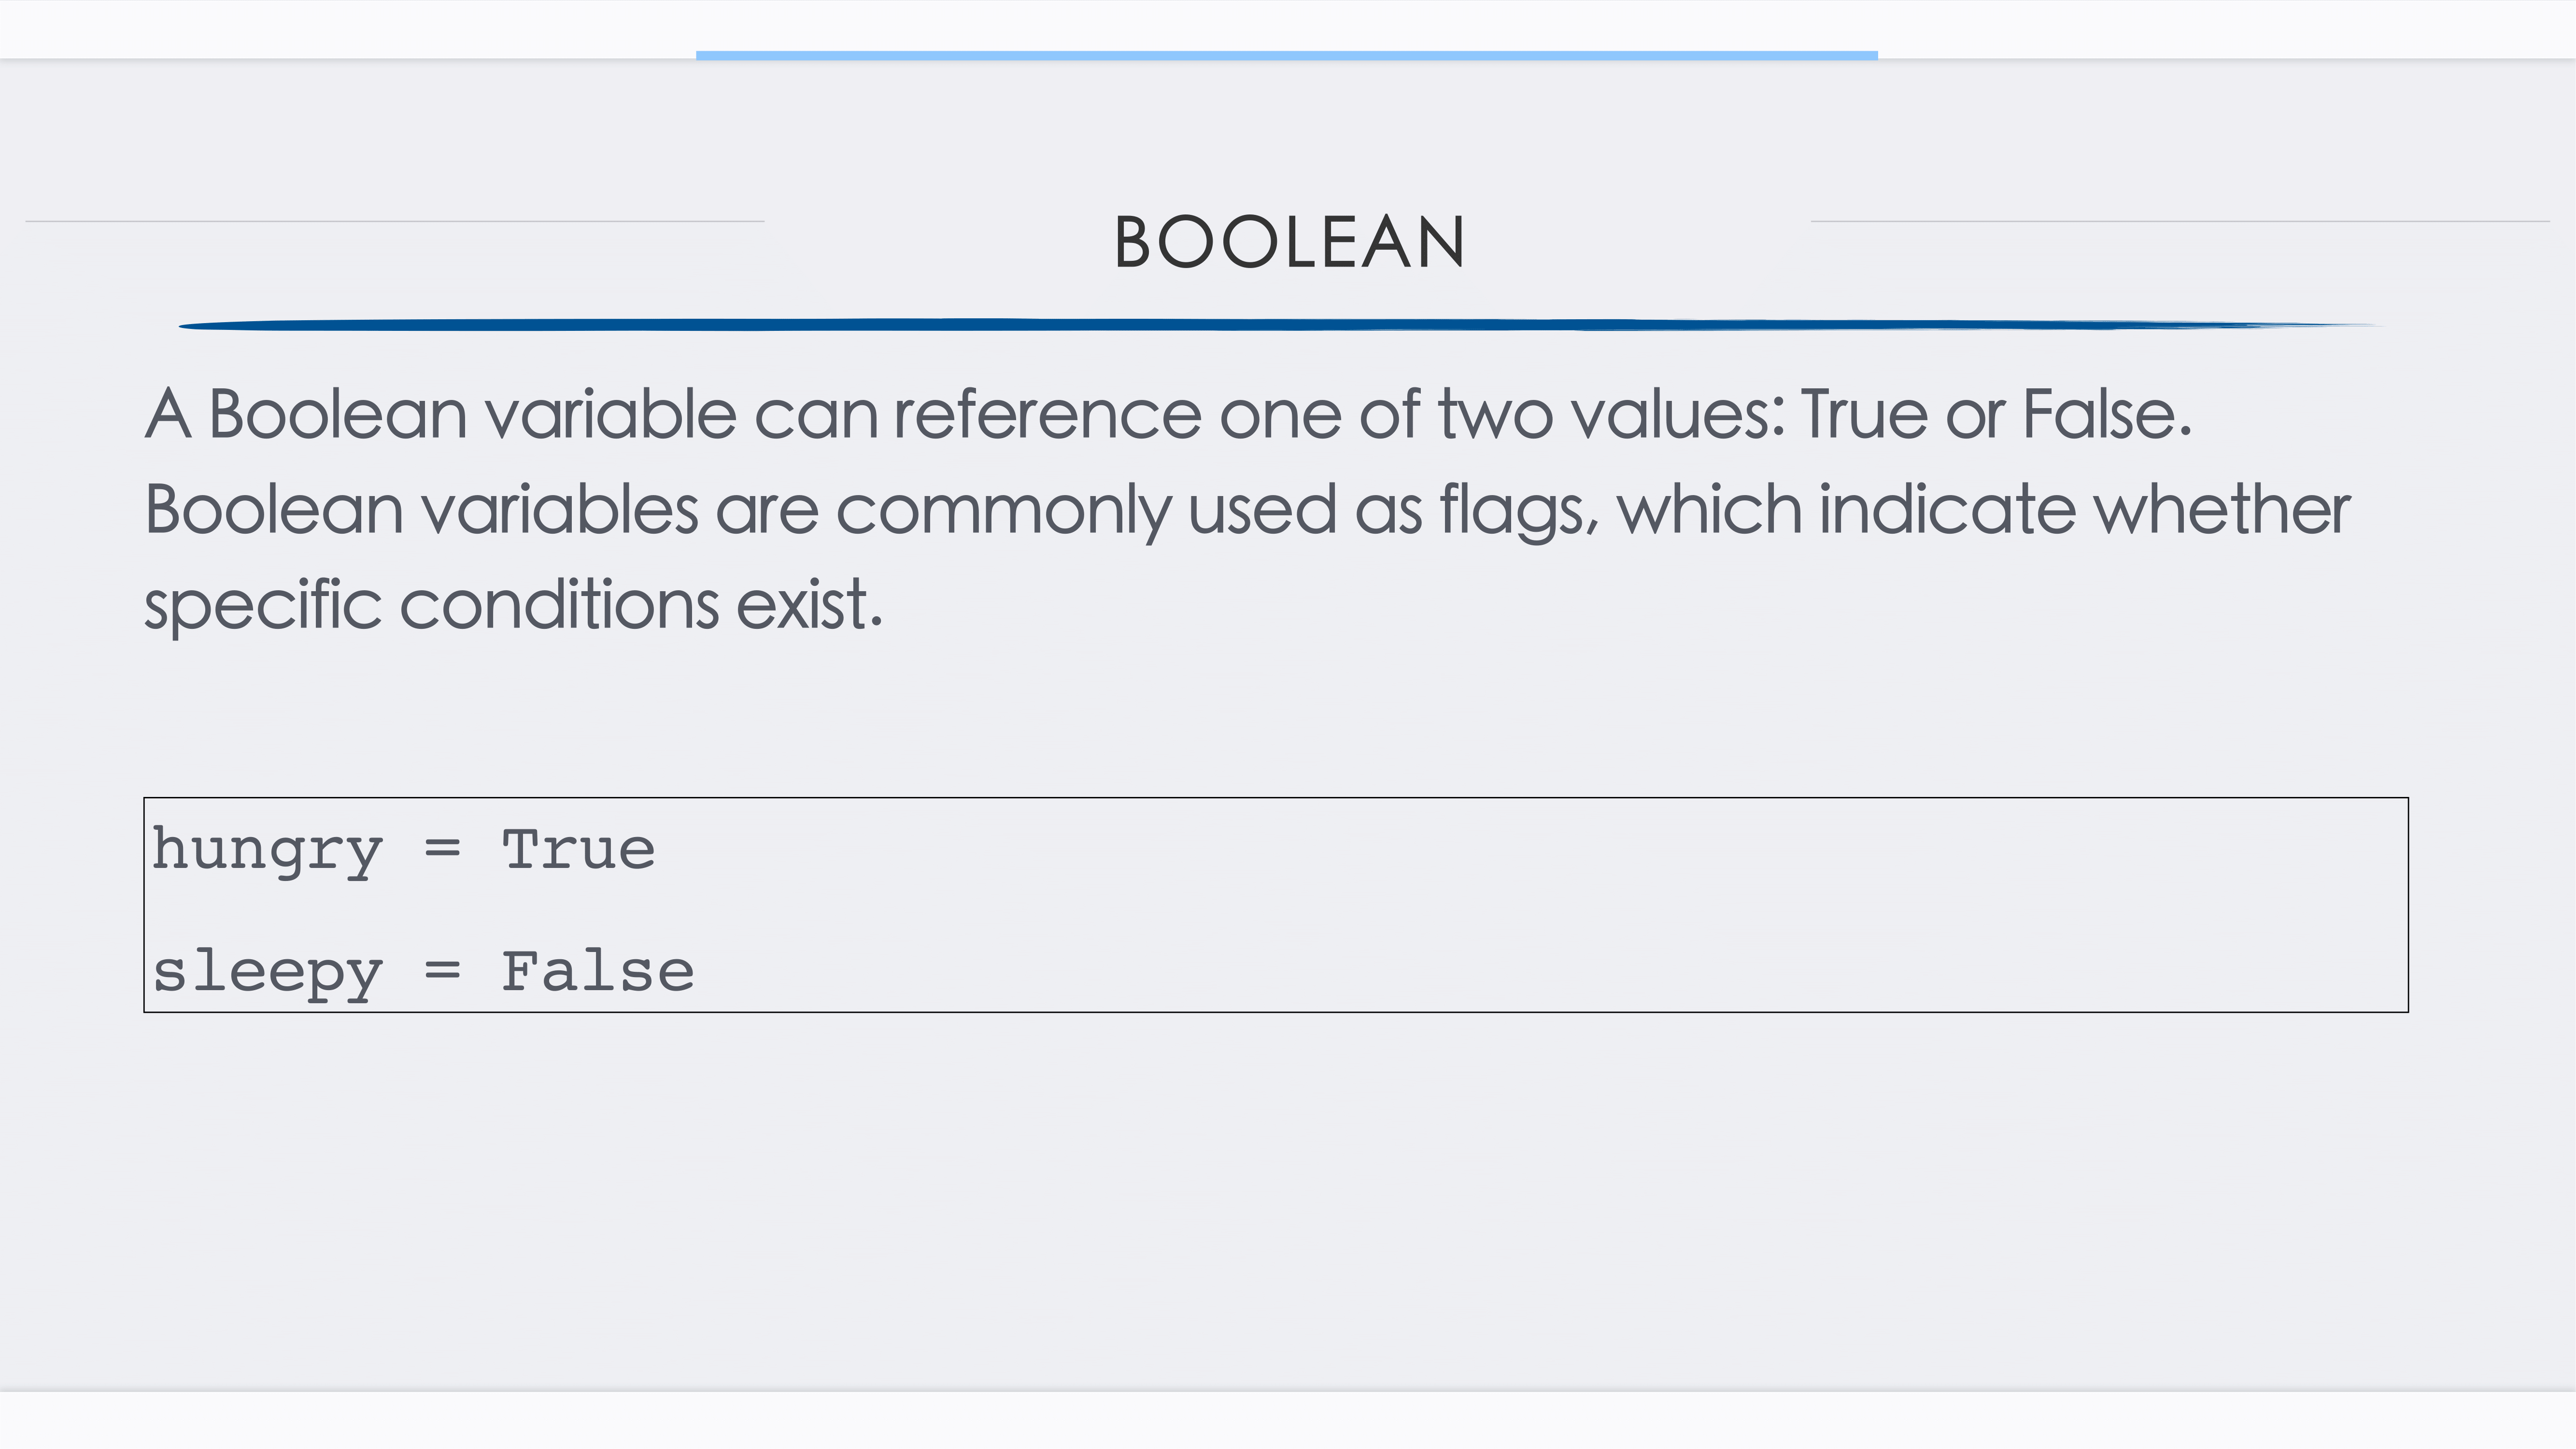 BOOLEAN
A Boolean variable can reference one of two values: True or False.
Boolean variables are commonly used as flags, which indicate whether
specific conditions exist.
hungry = True
sleepy = False